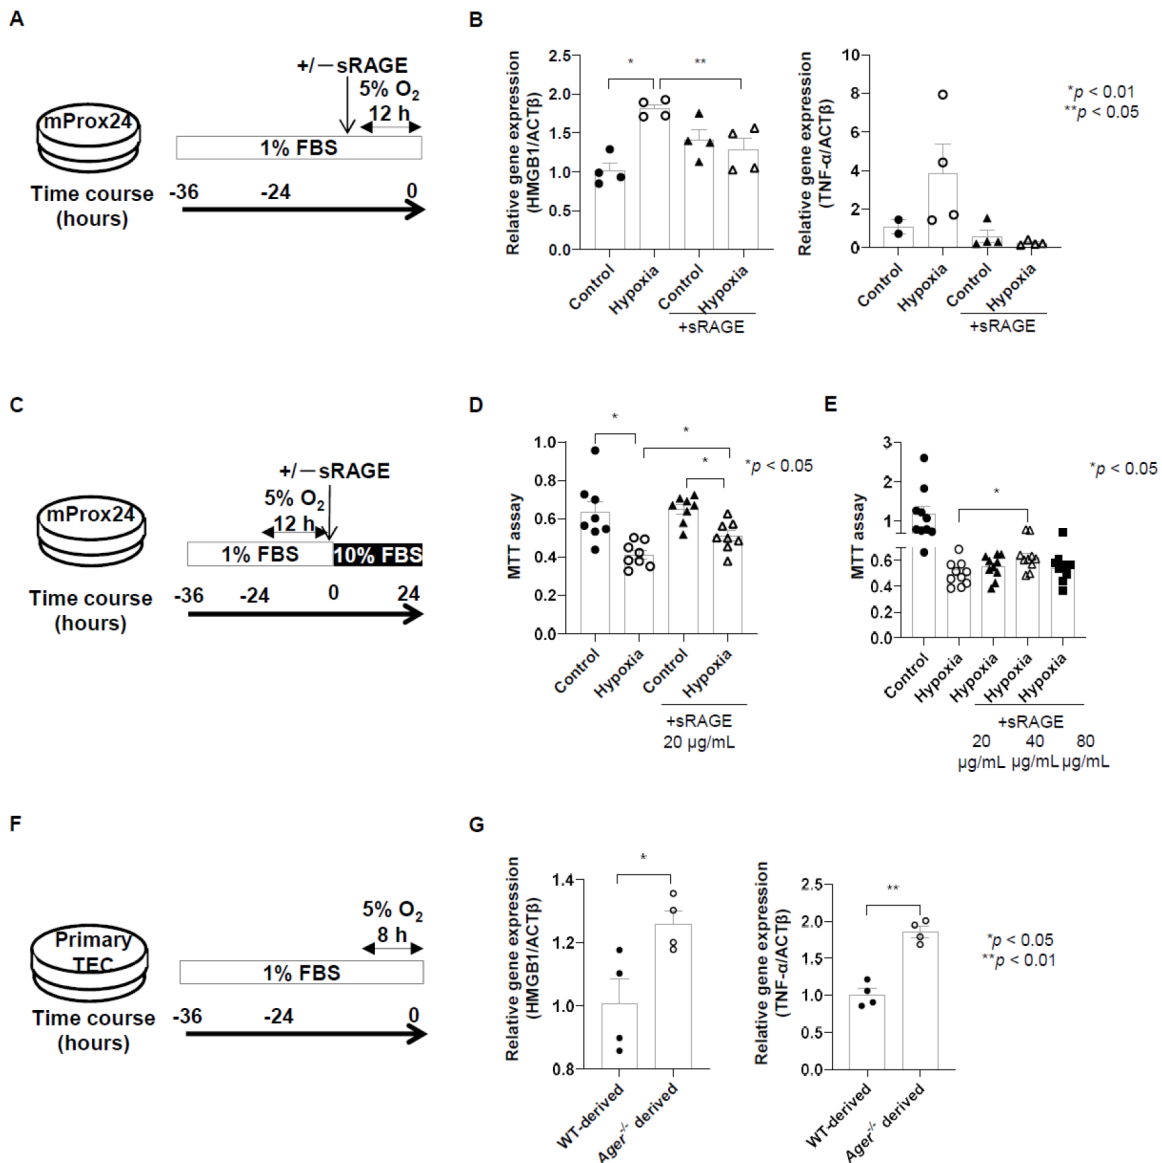 A
+/−sRAGE
5% O₂
12 h
mProx24
1% FBS
Time course
(hours)
-36
-24
0
B
Relative gene expression
(HMGB1/ACTβ)
2.5
2.0
1.5
1.0
0.5
0.0
*
**
Control
Hypoxia
Control
Hypoxia
+sRAGE
Relative gene expression
(TNF-α/ACTβ)
10
8
6
4
2
0
Control
Hypoxia
Control
Hypoxia
+sRAGE
*p < 0.01
**p < 0.05
C
+/−sRAGE
5% O₂
12 h
mProx24
1% FBS
10% FBS
Time course
(hours)
-36
-24
0
24
D
MTT assay
1.0
0.8
0.6
0.4
0.2
0.0
*
*
*
*p < 0.05
Control
Hypoxia
Control
Hypoxia
+sRAGE
20 µg/mL
E
MTT assay
3
2
1
0.6
0.4
0.2
0.0
*
*p < 0.05
Control
Hypoxia
Hypoxia
Hypoxia
Hypoxia
+sRAGE
20 40 80
µg/mL µg/mL µg/mL
F
5% O₂
8 h
Primary
TEC
1% FBS
Time course
(hours)
-36
-24
0
G
Relative gene expression
(HMGB1/ACTβ)
1.4
1.2
1.0
0.8
*
WT-derived
Ager-/- derived
Relative gene expression
(TNF-α/ACTβ)
2.5
2.0
1.5
1.0
0.5
0.0
**
WT-derived
Ager-/- derived
*p < 0.05
**p < 0.01